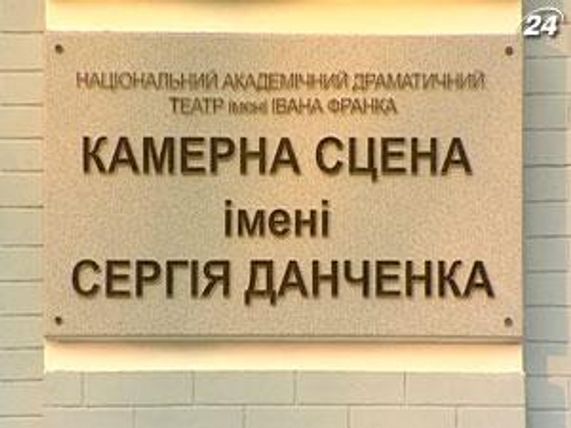 24
НАЦІОНАЛЬНИЙ АКАДЕМІЧНИЙ ДРАМАТИЧНИЙ
ТЕАТР імені ІВАНА ФРАНКА
КАМЕРНА СЦЕНА
імені
СЕРГІЯ ДАНЧЕНКА